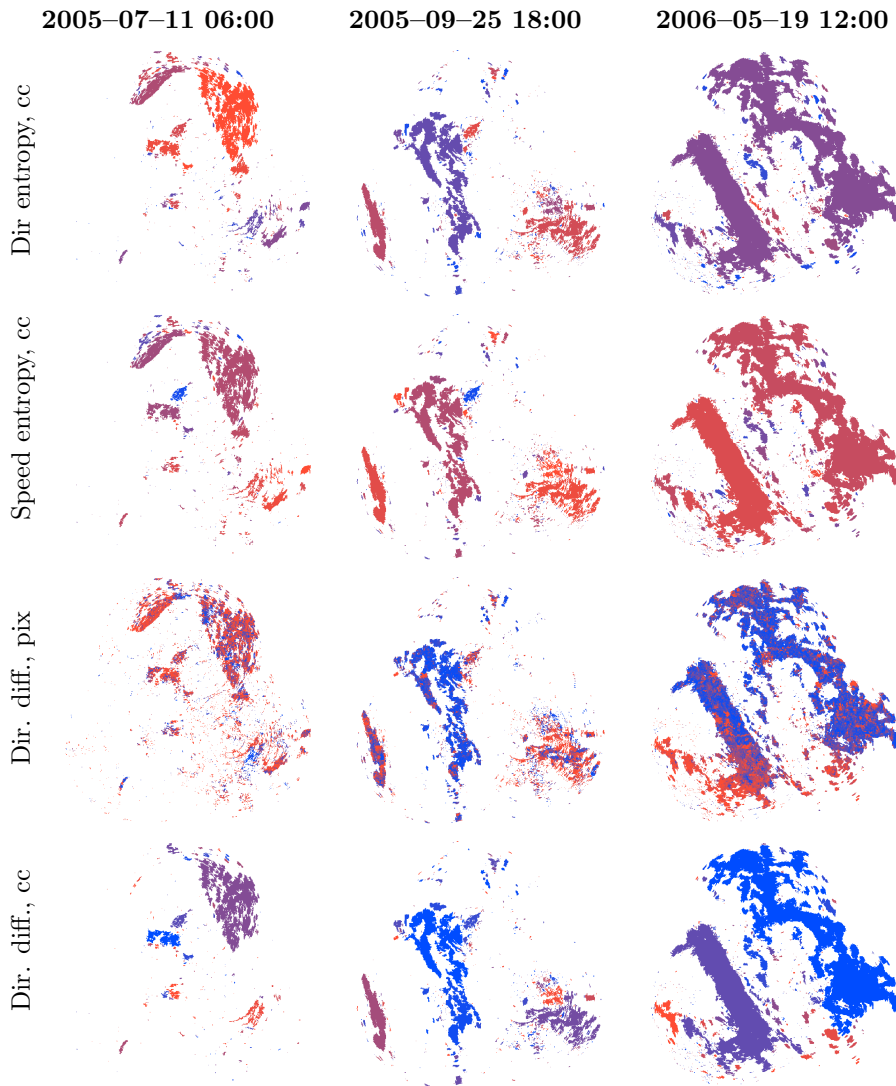 2005–07–11 06:00 2005–09–25 18:00 2006–05–19 12:00
Dir entropy, cc
Speed entropy, cc
Dir. diff., pix
Dir. diff., cc